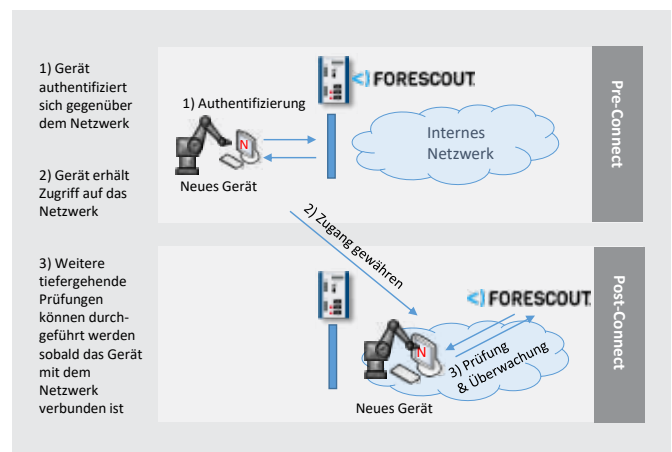 1) Gerät
authentifiziert
sich gegenüber
dem Netzwerk
2) Gerät erhält
Zugriff auf das
Netzwerk
3) Weitere
tiefergehende
Prüfungen
können durch-
geführt werden
sobald das Gerät
mit dem
Netzwerk
verbunden ist
FORESCOUT
1) Authentifizierung
N
Neues Gerät
Internes
Netzwerk
Pre-Connect
2) Zugang gewähren
FORESCOUT
N
3) Prüfung
& Überwachung
Neues Gerät
Post-Connect